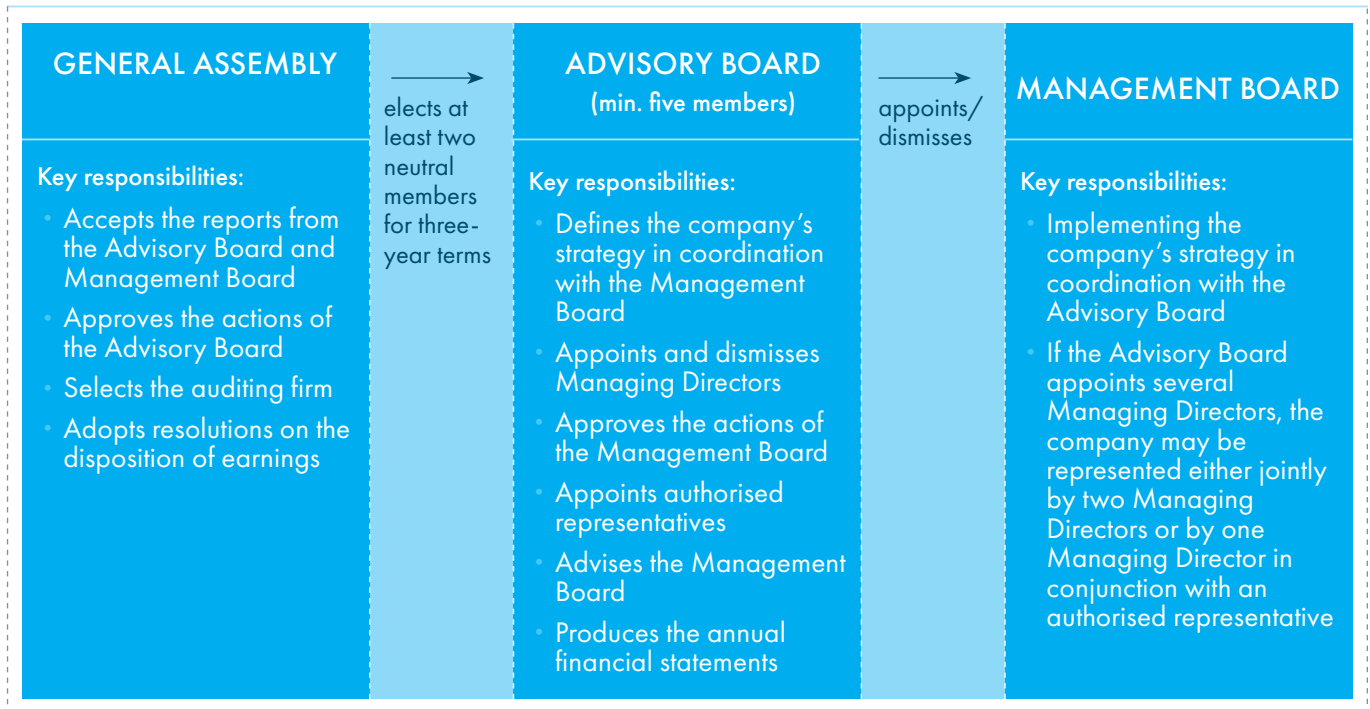 GENERAL ASSEMBLY
Key responsibilities:
• Accepts the reports from
the Advisory Board and
Management Board
• Approves the actions of
the Advisory Board
• Selects the auditing firm
• Adopts resolutions on the
disposition of earnings
elects at
least two
neutral
members
for three-
year terms
ADVISORY BOARD
(min. five members)
Key responsibilities:
• Defines the company’s
strategy in coordination
with the Management
Board
• Appoints and dismisses
Managing Directors
• Approves the actions of
the Management Board
• Appoints authorised
representatives
• Advises the Management
Board
• Produces the annual
financial statements
appoints/
dismisses
MANAGEMENT BOARD
Key responsibilities:
• Implementing the
company’s strategy in
coordination with the
Advisory Board
• If the Advisory Board
appoints several
Managing Directors, the
company may be
represented either jointly
by two Managing
Directors or by one
Managing Director in
conjunction with an
authorised representative